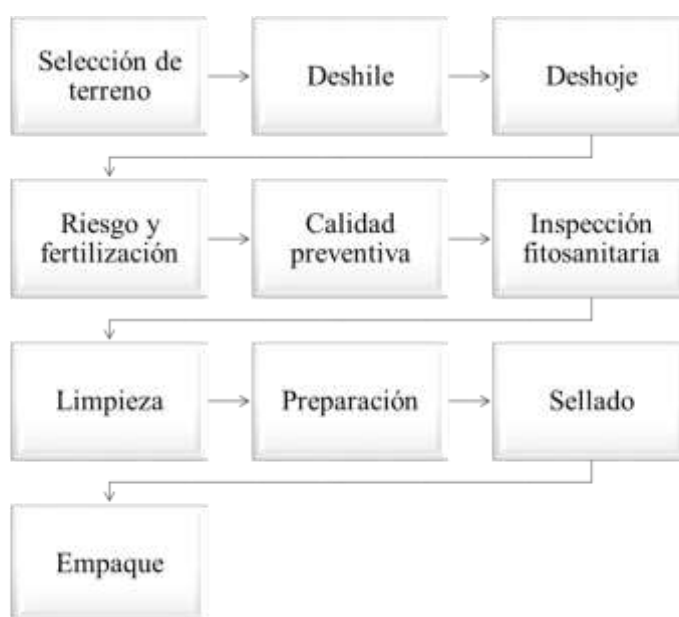 Selección de
terreno
Deshile
Deshoje
Riesgo y
fertilización
Calidad
preventiva
Inspección
fitosanitaria
Limpieza
Preparación
Sellado
Empaque